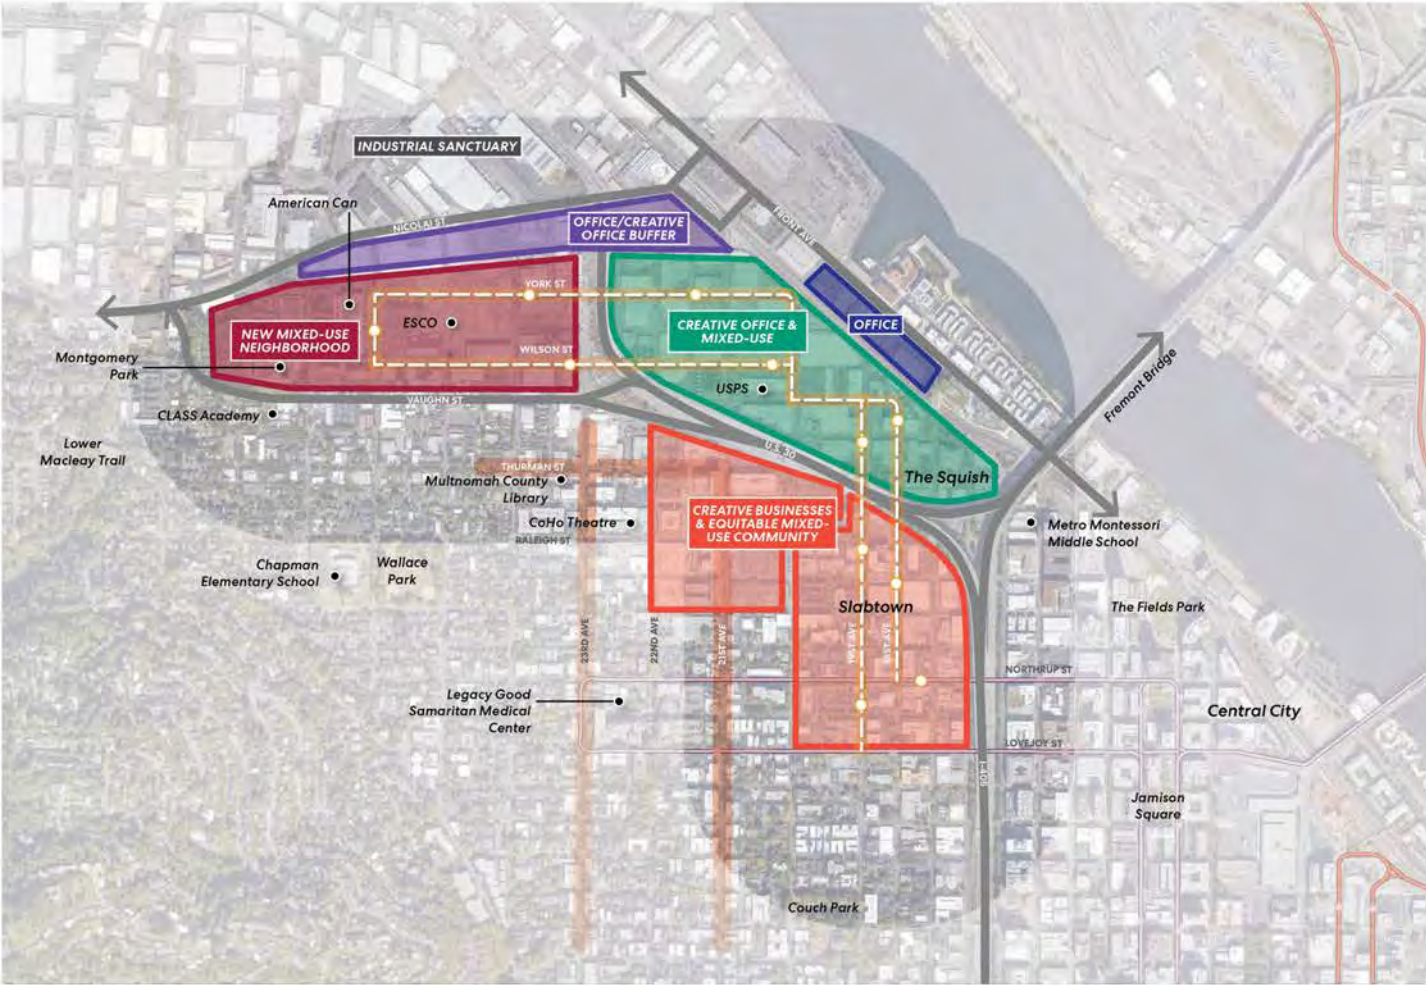 INDUSTRIAL SANCTUARY
American Can
NICOLAI ST
OFFICE/CREATIVE
OFFICE BUFFER
FRONT AVE
YORK ST
ESCO
NEW MIXED-USE
NEIGHBORHOOD
CREATIVE OFFICE &
MIXED-USE
OFFICE
WILSON ST
Montgomery
Park
USPS
VAUGHN ST
CLASS Academy
Fremont Bridge
Lower
Macleay Trail
U.S. 30
THURMAN ST
Multnomah County
Library
The Squish
CREATIVE BUSINESSES
& EQUITABLE MIXED-
USE COMMUNITY
CoHo Theatre
RALEIGH ST
Metro Montessori
Middle School
Chapman
Elementary School
Wallace
Park
Slabtown
The Fields Park
23RD AVE
22ND AVE
21ST AVE
NORTHRUP ST
Legacy Good
Samaritan Medical
Center
Central City
LOVEJOY ST
I-405
Jamison
Square
Couch Park